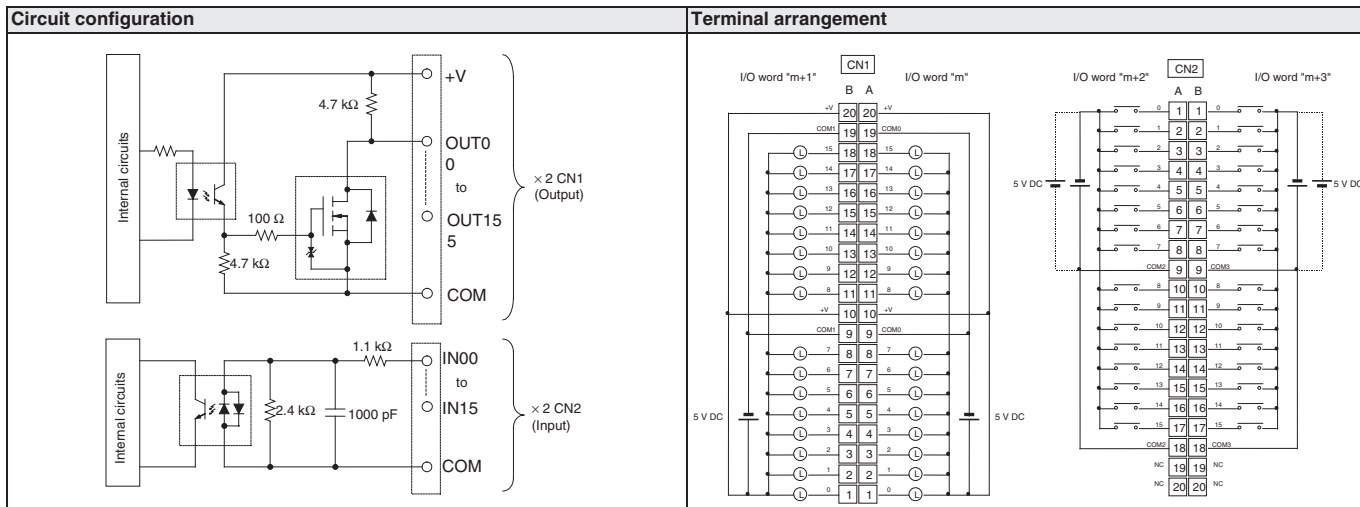 Circuit configuration
Terminal arrangement
Internal circuits
+V
4.7 kΩ
OUT0
0
to
OUT15
5
100 Ω
4.7 kΩ
COM
× 2 CN1
(Output)
Internal circuits
1.1 kΩ
IN00
to
IN15
2.4 kΩ
1000 pF
COM
× 2 CN2
(Input)
I/O word "m+1"
CN1
I/O word "m"
B A
+V 20 20 +V
COM1 19 19 COM0
L 15 18 18 15 L
L 14 17 17 14 L
L 13 16 16 13 L
L 12 15 15 12 L
L 11 14 14 11 L
L 10 13 13 10 L
L 9 12 12 9 L
L 8 11 11 8 L
+V 10 10 +V
COM1 9 9 COM0
L 7 8 8 7 L
L 6 7 7 6 L
L 5 6 6 5 L
5 V DC L 4 5 5 4 L 5 V DC
L 3 4 4 3 L
L 2 3 3 2 L
L 1 2 2 1 L
L 0 1 1 0 L
I/O word "m+2"
CN2
I/O word "m+3"
A B
0 1 1 0
1 2 2 1
2 3 3 2
3 4 4 3
5 V DC 4 5 5 4 5 V DC
5 6 6 5
6 7 7 6
7 8 8 7
COM2 9 9 COM3
8 10 10 8
9 11 11 9
10 12 12 10
11 13 13 11
12 14 14 12
13 15 15 13
14 16 16 14
15 17 17 15
COM2 18 18 COM3
NC 19 19 NC
NC 20 20 NC